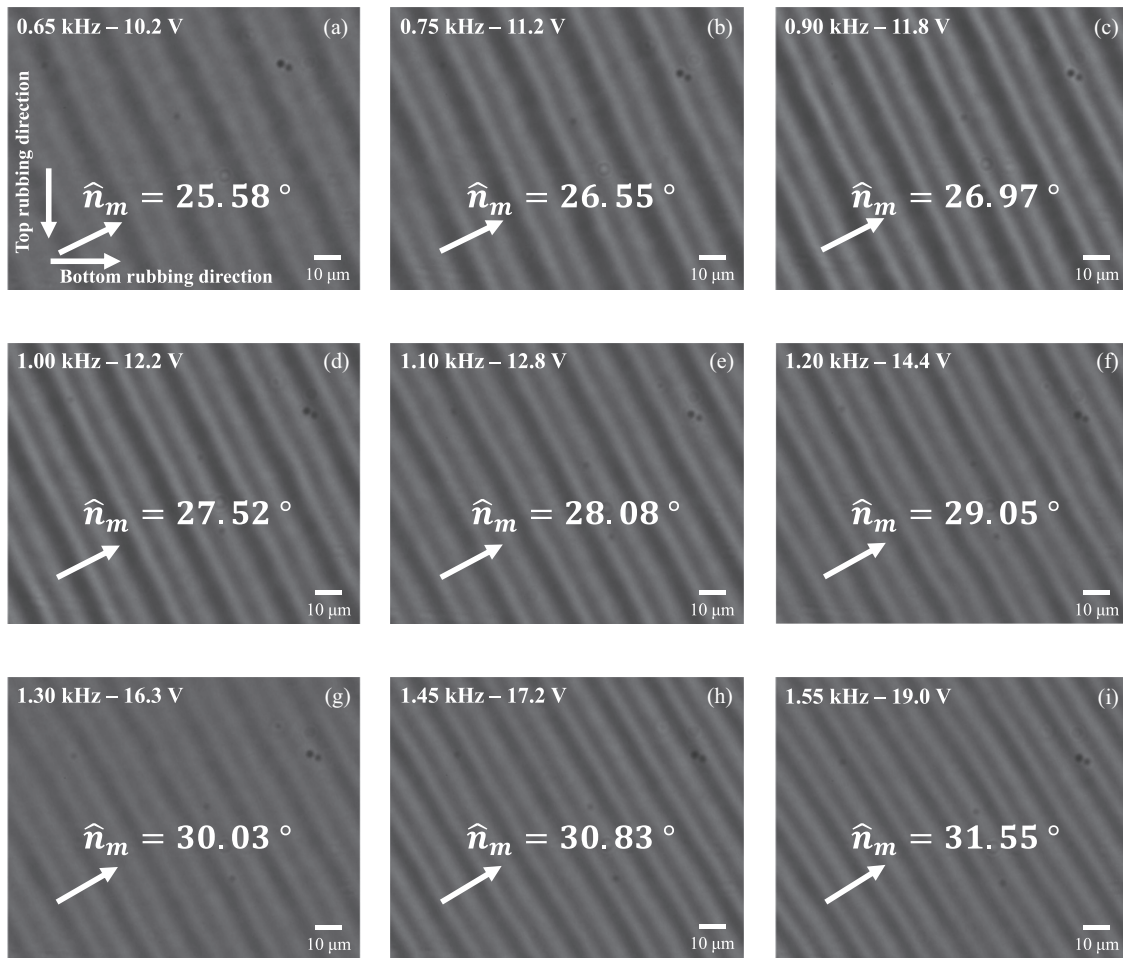 0.65 kHz – 10.2 V (a)
Top rubbing direction
n̂ₘ = 25.58 °
Bottom rubbing direction
10 μm
0.75 kHz – 11.2 V (b)
n̂ₘ = 26.55 °
10 μm
0.90 kHz – 11.8 V (c)
n̂ₘ = 26.97 °
10 μm
1.00 kHz – 12.2 V (d)
n̂ₘ = 27.52 °
10 μm
1.10 kHz – 12.8 V (e)
n̂ₘ = 28.08 °
10 μm
1.20 kHz – 14.4 V (f)
n̂ₘ = 29.05 °
10 μm
1.30 kHz – 16.3 V (g)
n̂ₘ = 30.03 °
10 μm
1.45 kHz – 17.2 V (h)
n̂ₘ = 30.83 °
10 μm
1.55 kHz – 19.0 V (i)
n̂ₘ = 31.55 °
10 μm